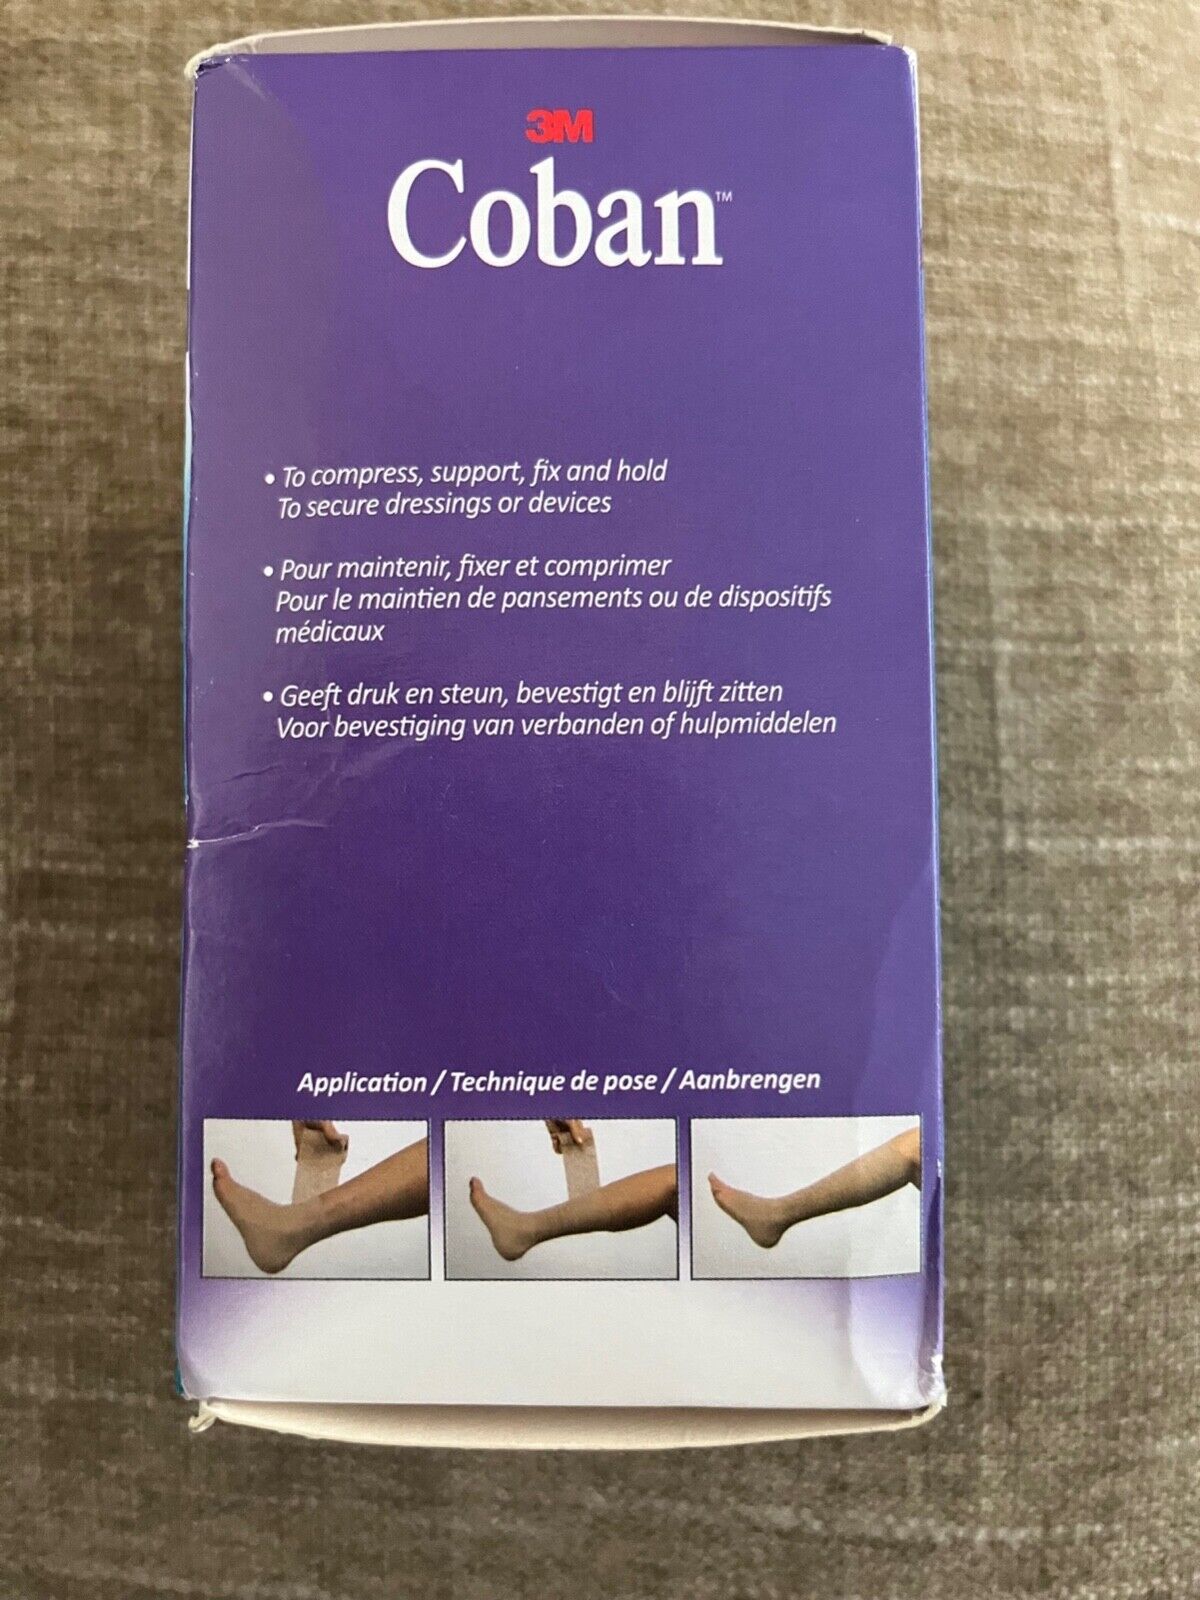 3M
Coban™
• To compress, support, fix and hold
To secure dressings or devices
• Pour maintenir, fixer et comprimer
Pour le maintien de pansements ou de dispositifs
médicaux
• Geeft druk en steun, bevestigt en blijft zitten
Voor bevestiging van verbanden of hulpmiddelen
Application / Technique de pose / Aanbrengen